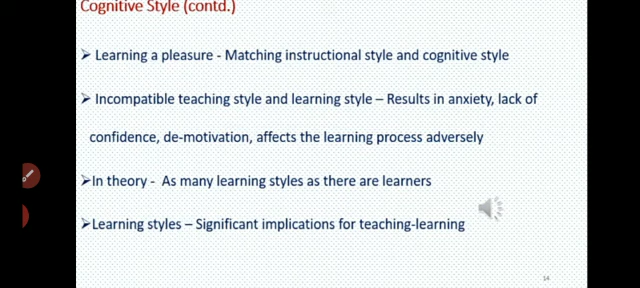 Cognitive Style (contd.)
➢ Learning a pleasure - Matching instructional style and cognitive style
➢ Incompatible teaching style and learning style – Results in anxiety, lack of
confidence, de-motivation, affects the learning process adversely
➢In theory - As many learning styles as there are learners
➢Learning styles – Significant implications for teaching-learning
14